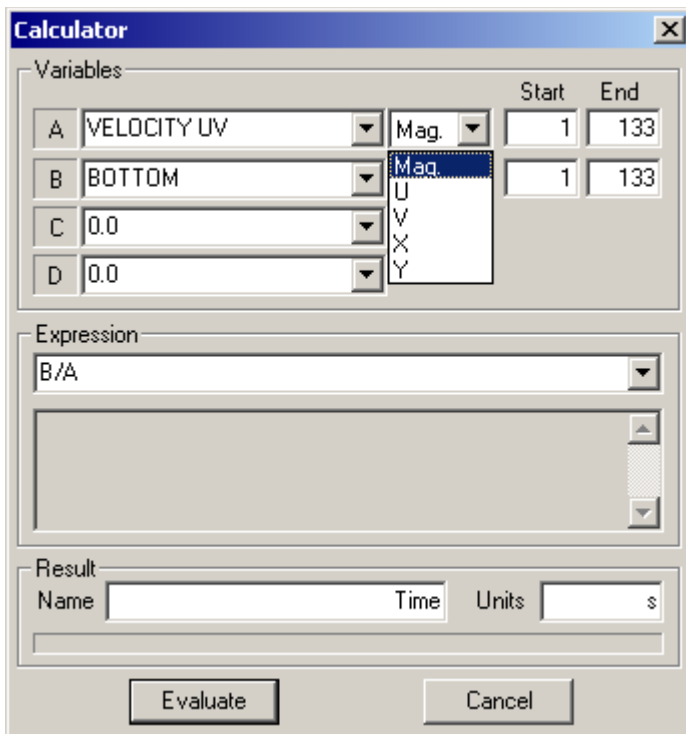 Calculator
Variables
Start End
A VELOCITY UV Mag. 1 133
Mag.
B BOTTOM U 1 133
V
C 0.0 X
D 0.0 Y
Expression
B/A
Result
Name Time Units s
Evaluate Cancel